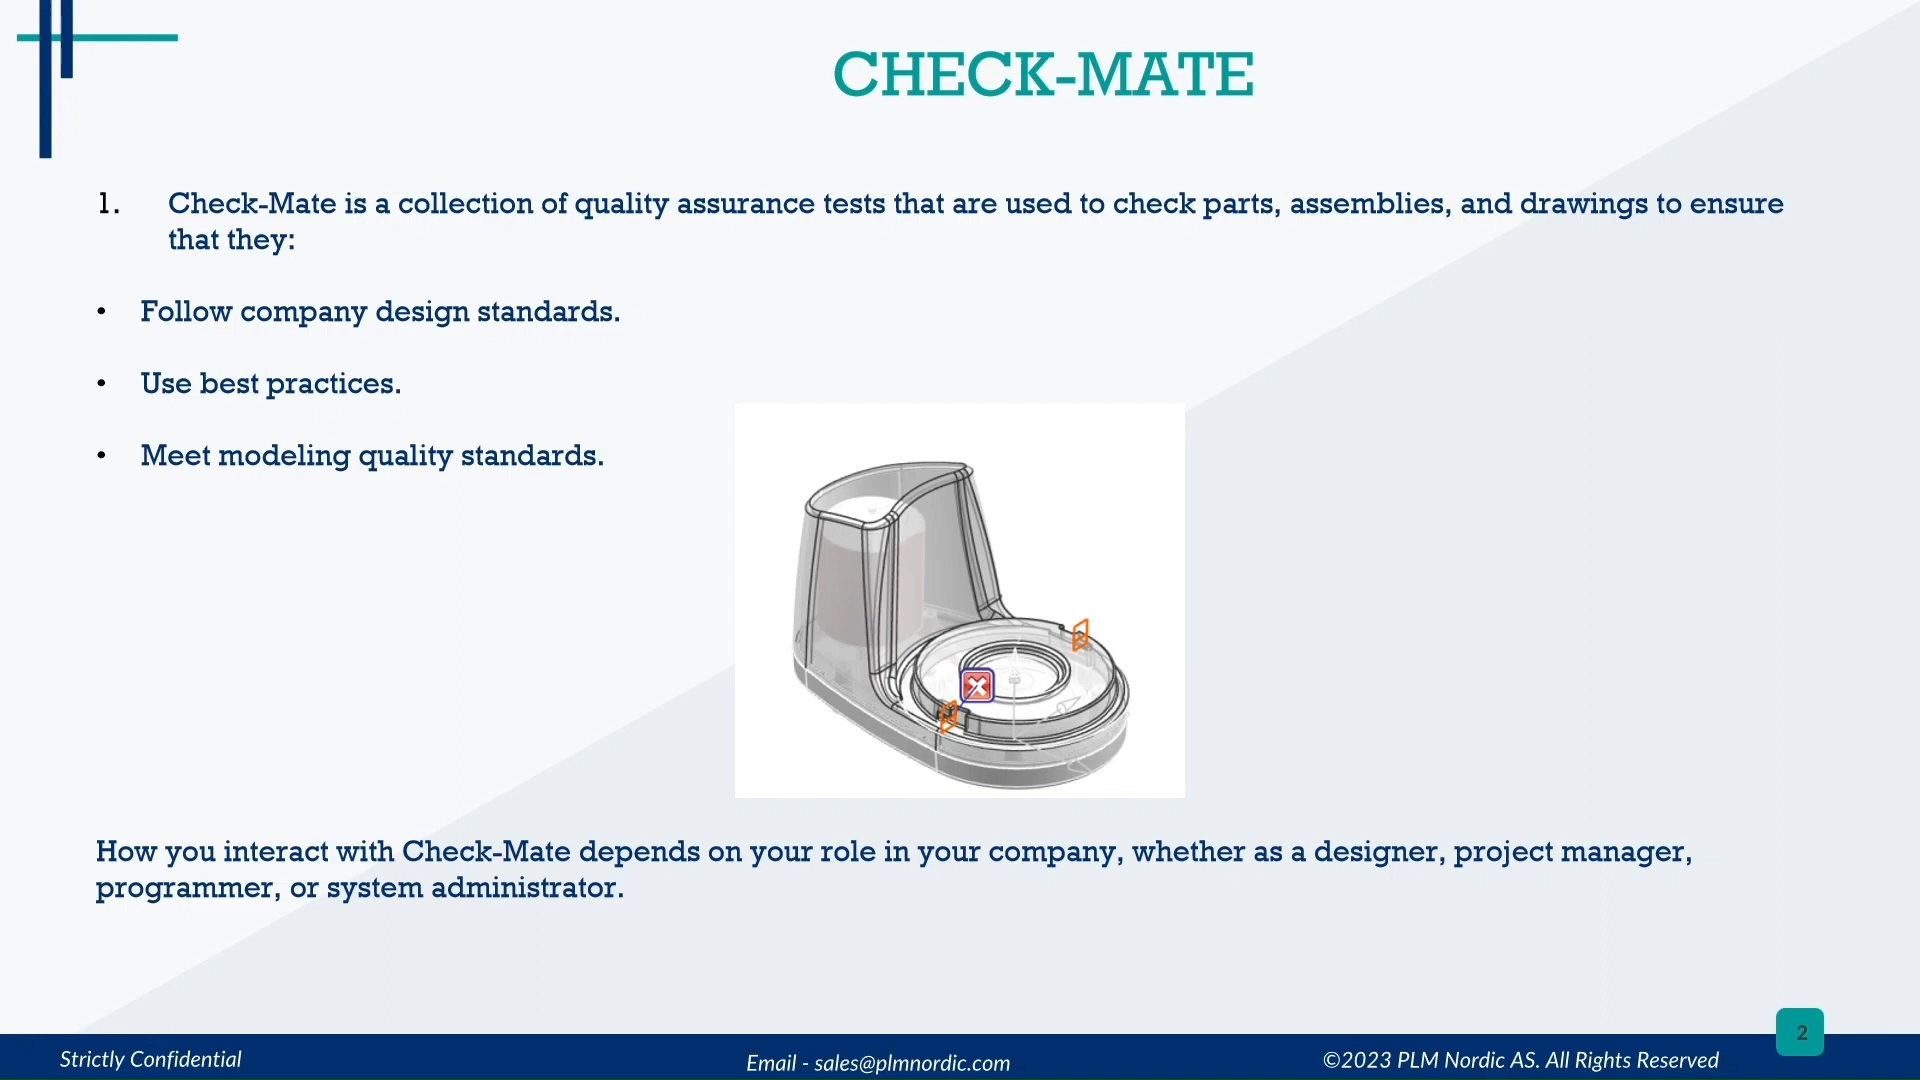 CHECK-MATE
1. Check-Mate is a collection of quality assurance tests that are used to check parts, assemblies, and drawings to ensure
that they:
• Follow company design standards.
• Use best practices.
• Meet modeling quality standards.
How you interact with Check-Mate depends on your role in your company, whether as a designer, project manager,
programmer, or system administrator.
2
Strictly Confidential
Email - sales@plmnordic.com
©2023 PLM Nordic AS. All Rights Reserved